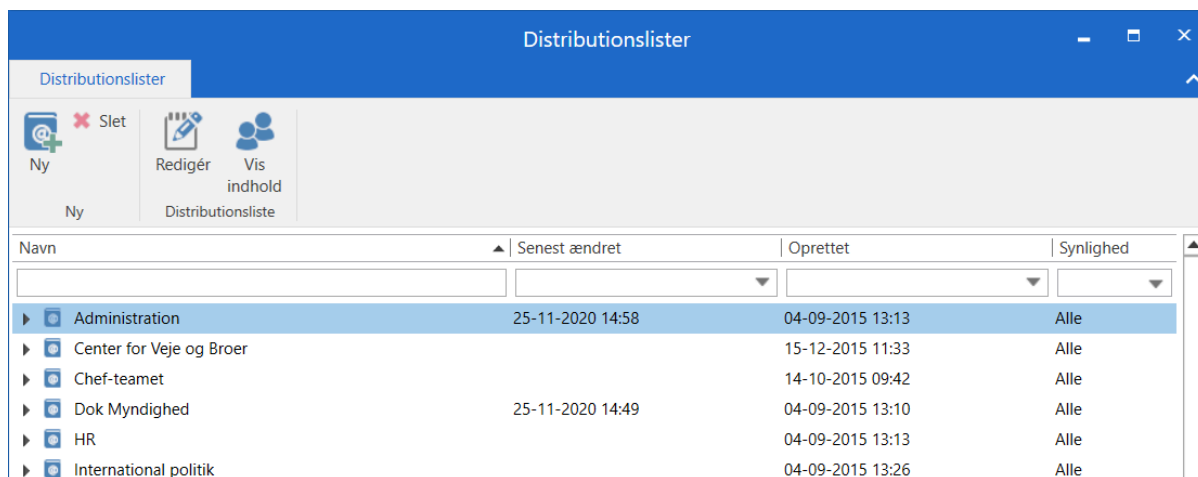 Distributionslister
Distributionslister
Ny
Slet
Redigér
Vis indhold
Ny
Distributionsliste
Navn Senest ændret Oprettet Synlighed
Administration 25-11-2020 14:58 04-09-2015 13:13 Alle
Center for Veje og Broer 15-12-2015 11:33 Alle
Chef-teamet 14-10-2015 09:42 Alle
Dok Myndighed 25-11-2020 14:49 04-09-2015 13:10 Alle
HR 04-09-2015 13:13 Alle
International politik 04-09-2015 13:26 Alle